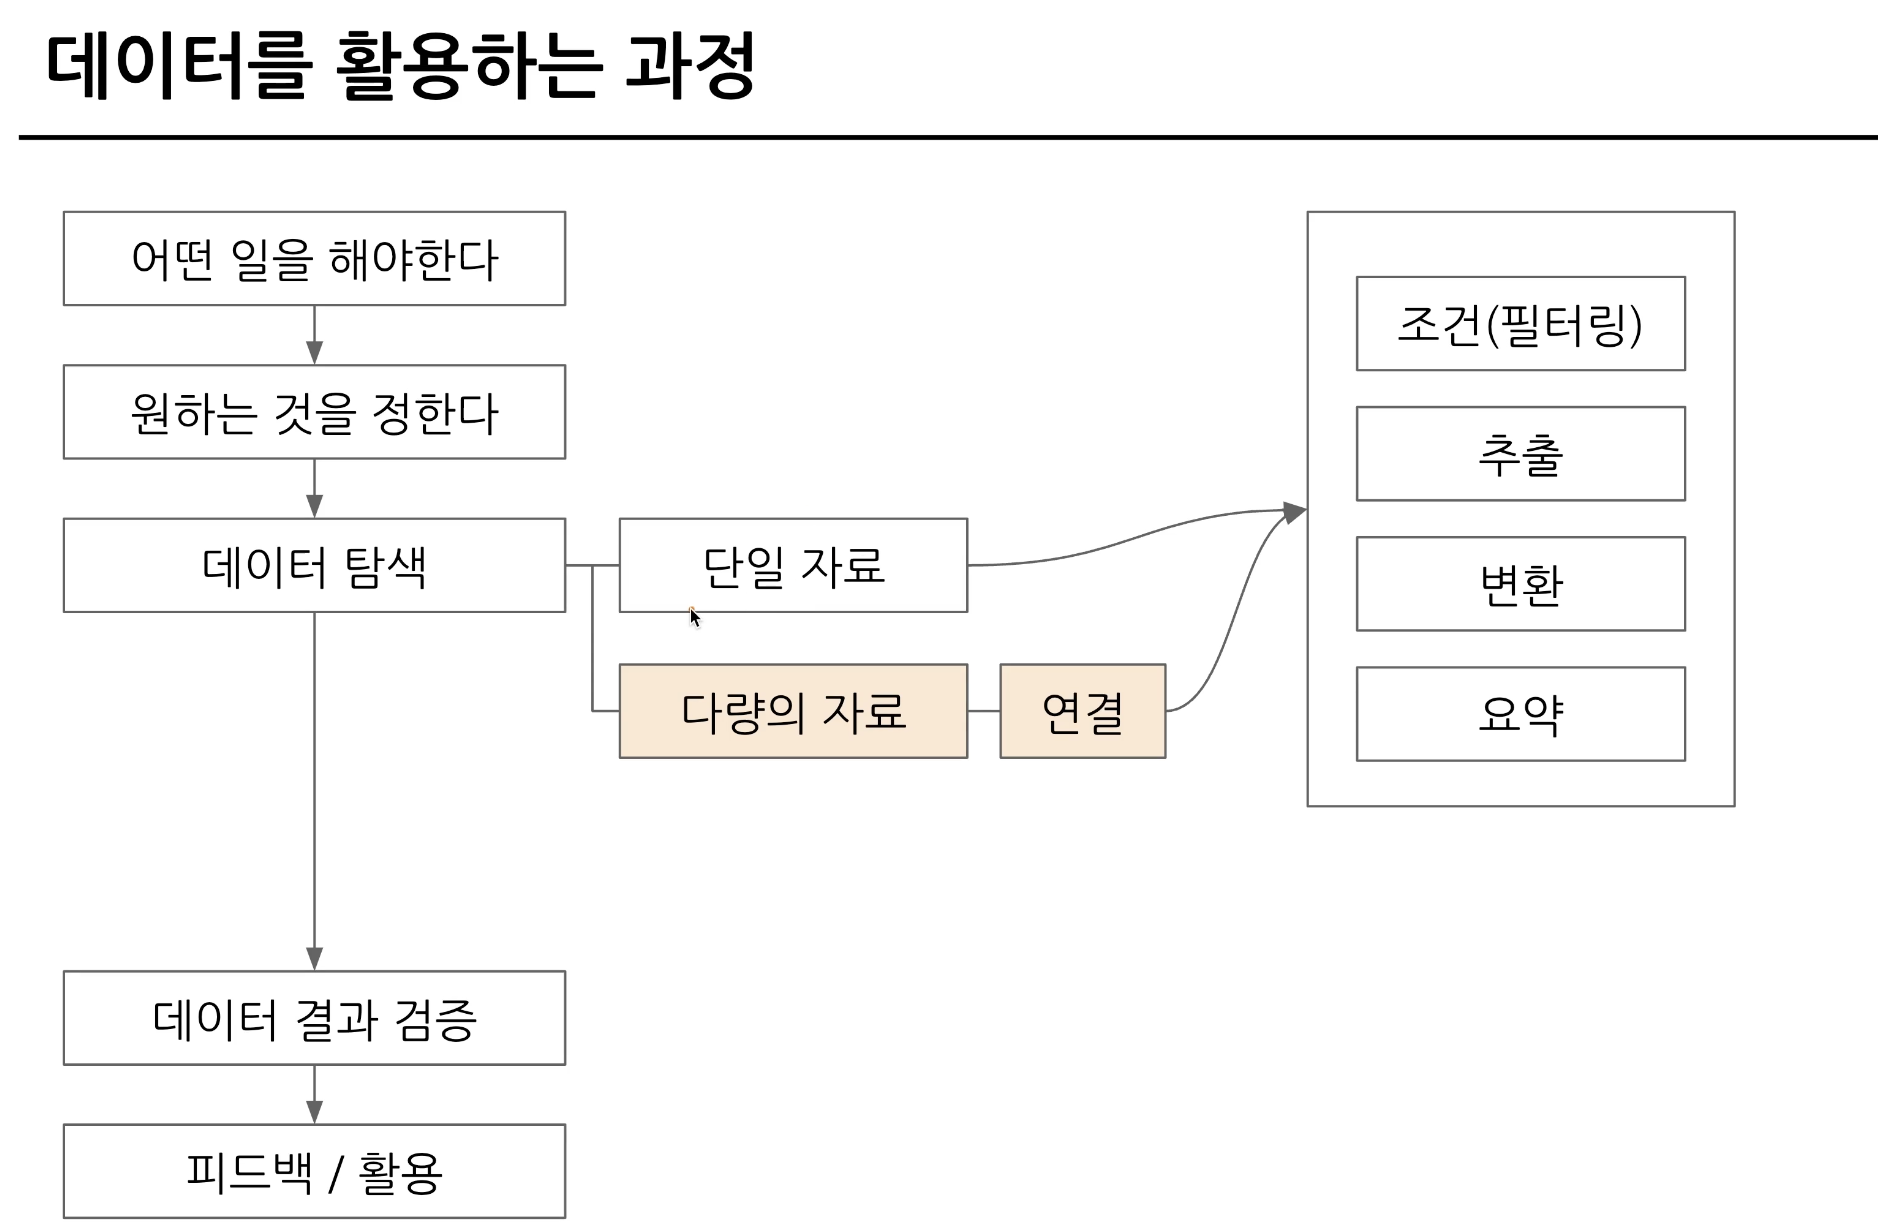 데이터를 활용하는 과정
어떤 일을 해야한다
원하는 것을 정한다
데이터 탐색
단일 자료
다량의 자료
연결
조건(필터링)
추출
변환
요약
데이터 결과 검증
피드백 / 활용